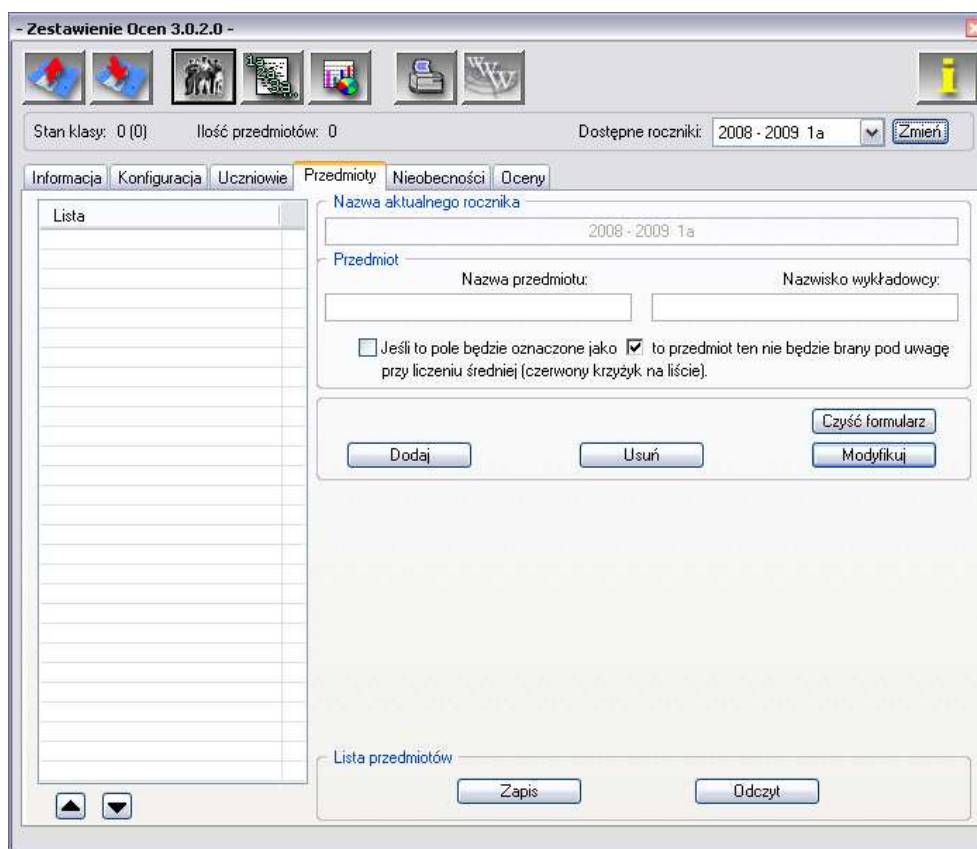 - Zestawienie Ocen 3.0.2.0 -
WWW
i
Stan klasy: 0 (0) Ilość przedmiotów: 0 Dostępne roczniki: 2008 - 2009 1a Zmień
Informacja Konfiguracja Uczniowie Przedmioty Nieobecności Oceny
Lista
Nazwa aktualnego rocznika
2008 - 2009 1a
Przedmiot
Nazwa przedmiotu: Nazwisko wykładowcy:
Jeśli to pole będzie oznaczone jako to przedmiot ten nie będzie brany pod uwagę
przy liczeniu średniej (czerwony krzyżyk na liście).
Czyść formularz
Dodaj Usuń Modyfikuj
Lista przedmiotów
Zapis Odczyt